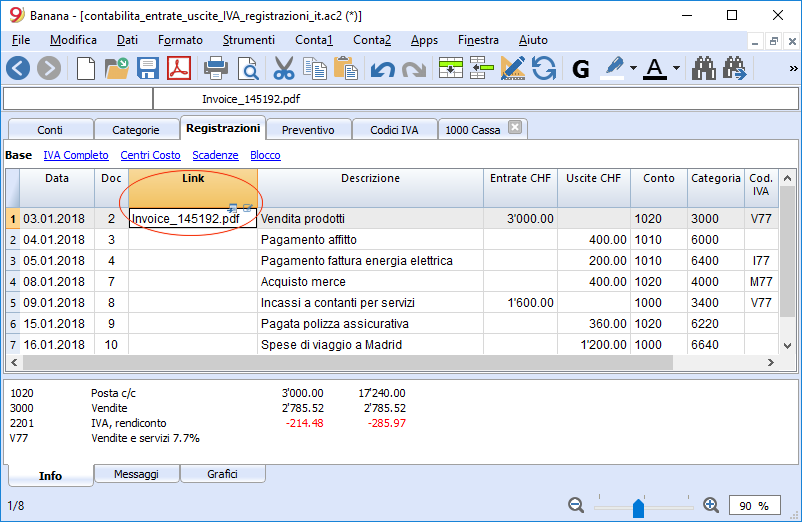 Banana - [contabilita_entrate_uscite_IVA_registrazioni_it.ac2 (*)]
File Modifica Dati Formato Strumenti Conta1 Conta2 Apps Finestra Aiuto
G A »
Invoice_145192.pdf
Conti Categorie Registrazioni Preventivo Codici IVA 1000 Cassa
Base IVA Completo Centri Costo Scadenze Blocco
Data Doc Link Descrizione Entrate CHF Uscite CHF Conto Categoria Cod. IVA
1 03.01.2018 2 Invoice_145192.pdf Vendita prodotti 3'000.00 1020 3000 V77
2 04.01.2018 3 Pagamento affitto 400.00 1010 6000
3 05.01.2018 4 Pagamento fattura energia elettrica 200.00 1010 6400 I77
4 08.01.2018 7 Acquisto merce 400.00 1020 4000 M77
5 09.01.2018 8 Incassi a contanti per servizi 1'600.00 1000 3400 V77
6 15.01.2018 9 Pagata polizza assicurativa 360.00 1020 6220
7 16.01.2018 10 Spese di viaggio a Madrid 1'200.00 1000 6640
1020 Posta c/c 3'000.00 17'240.00
3000 Vendite 2'785.52 2'785.52
2201 IVA, rendiconto -214.48 -285.97
V77 Vendite e servizi 7.7%
Info Messaggi Grafici
1/8 90 %